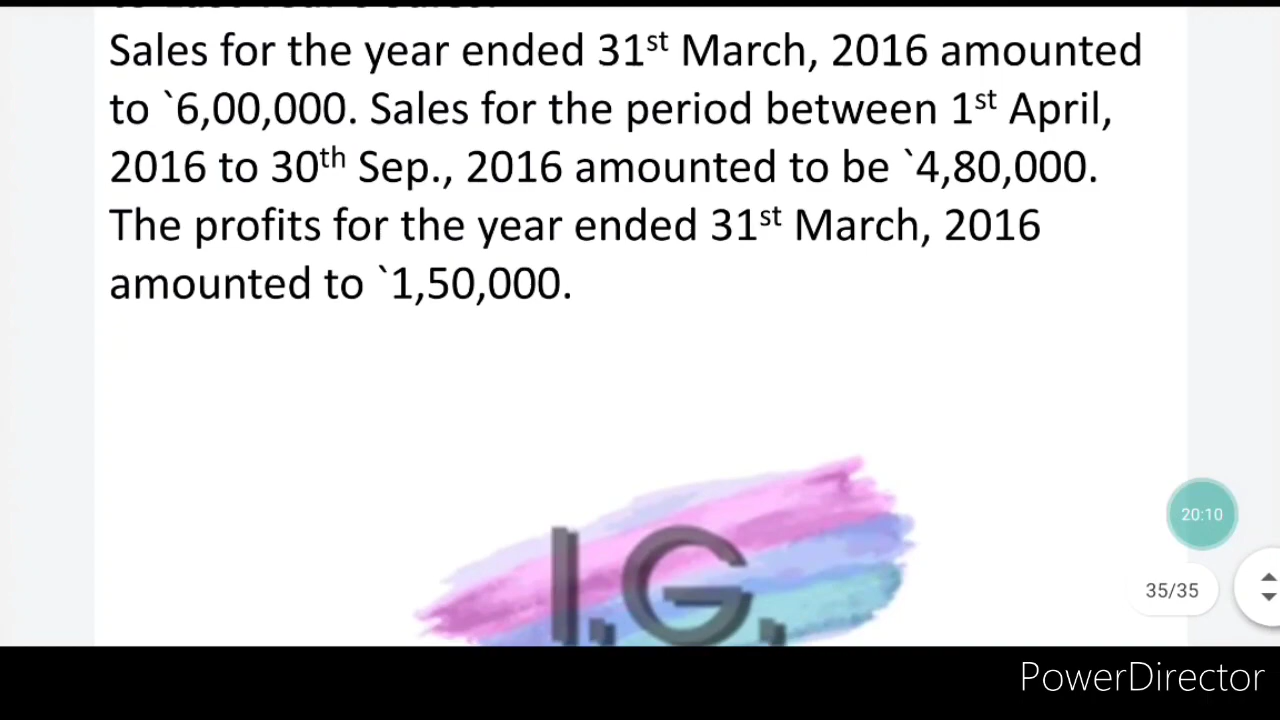 Sales for the year ended 31st March, 2016 amounted
to `6,00,000. Sales for the period between 1st April,
2016 to 30th Sep., 2016 amounted to be `4,80,000.
The profits for the year ended 31st March, 2016
amounted to `1,50,000.
I.G.
20:10
35/35
PowerDirector